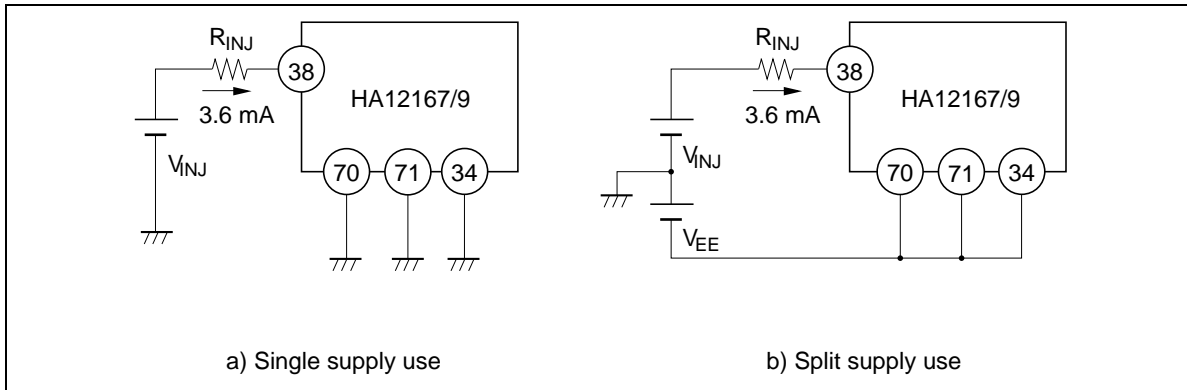 RINJ
38
3.6 mA
HA12167/9
VINJ
70 71 34
a) Single supply use
RINJ
38
3.6 mA
HA12167/9
VINJ
70 71 34
VEE
b) Split supply use